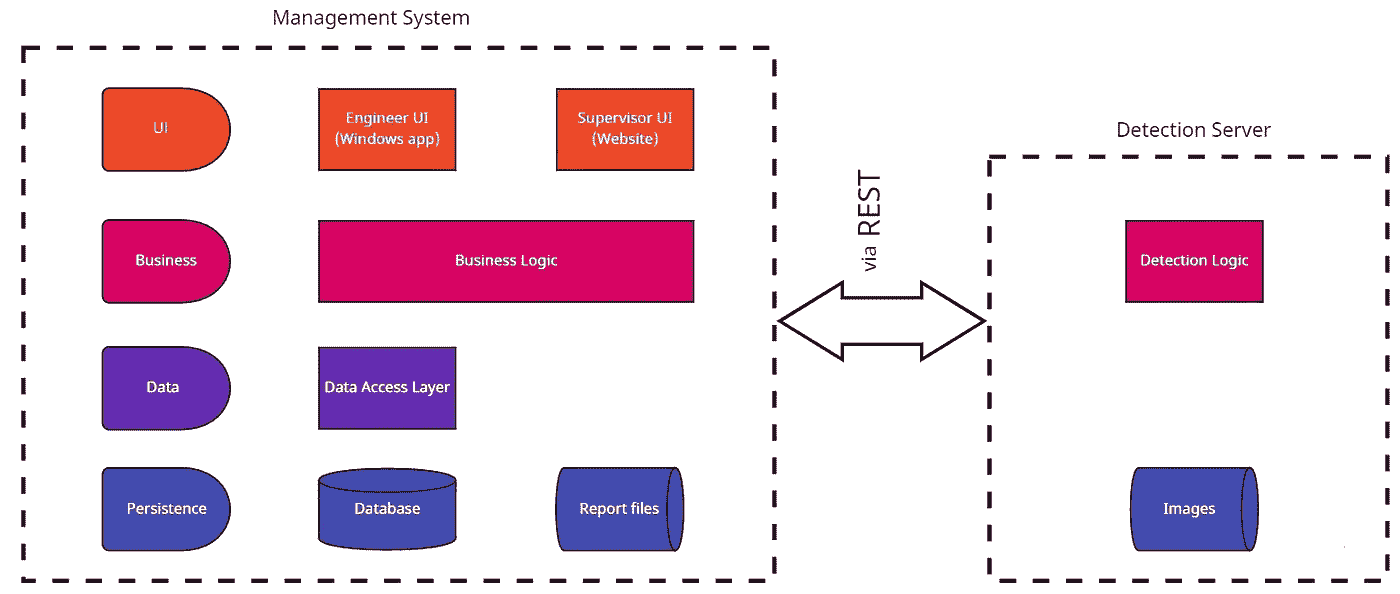 Management System
UI
Engineer UI
(Windows app)
Supervisor UI
(Website)
Business
Business Logic
Data
Data Access Layer
Persistence
Database
Report files
via REST
Detection Server
Detection Logic
Images